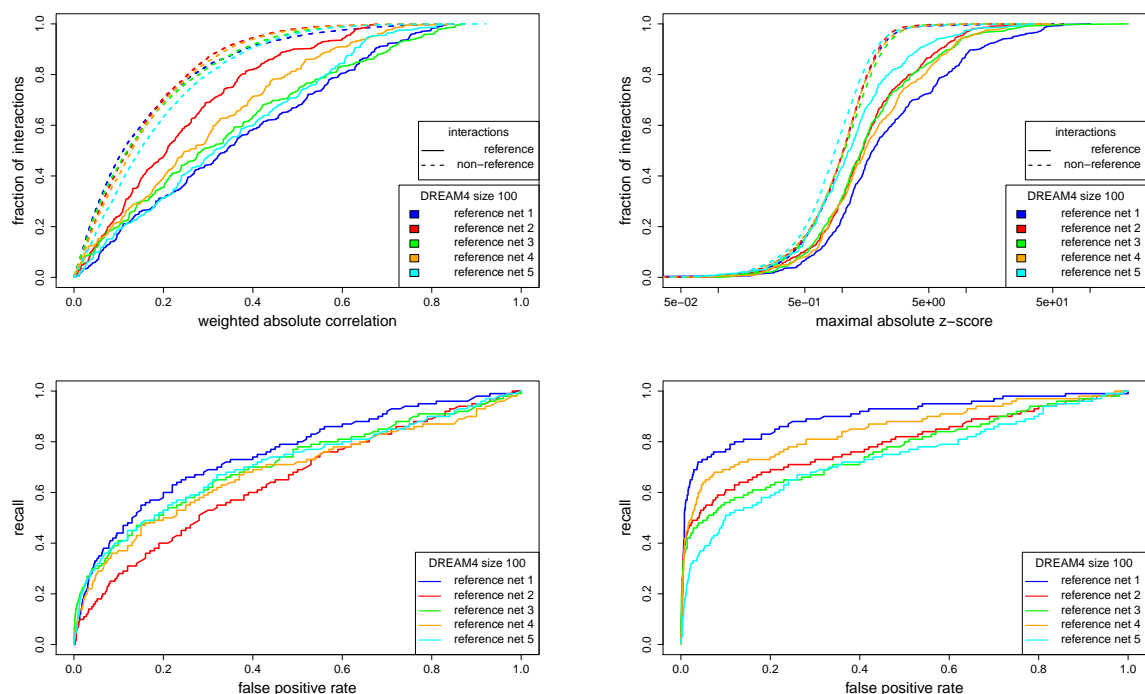 fraction of interactions
1.0
0.8
0.6
0.4
0.2
0.0
interactions
reference
non−reference
DREAM4 size 100
reference net 1
reference net 2
reference net 3
reference net 4
reference net 5
0.0 0.2 0.4 0.6 0.8 1.0
weighted absolute correlation
fraction of interactions
1.0
0.8
0.6
0.4
0.2
0.0
interactions
reference
non−reference
DREAM4 size 100
reference net 1
reference net 2
reference net 3
reference net 4
reference net 5
5e−02 5e−01 5e+00 5e+01
maximal absolute z−score
recall
1.0
0.8
0.6
0.4
0.2
0.0
DREAM4 size 100
reference net 1
reference net 2
reference net 3
reference net 4
reference net 5
0.0 0.2 0.4 0.6 0.8 1.0
false positive rate
recall
1.0
0.8
0.6
0.4
0.2
0.0
DREAM4 size 100
reference net 1
reference net 2
reference net 3
reference net 4
reference net 5
0.0 0.2 0.4 0.6 0.8 1.0
false positive rate